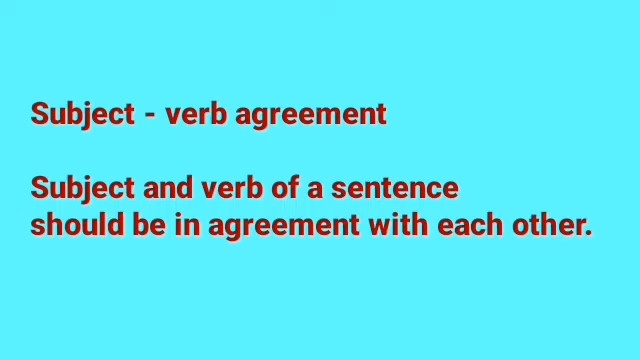 Subject - verb agreement
Subject and verb of a sentence
should be in agreement with each other.